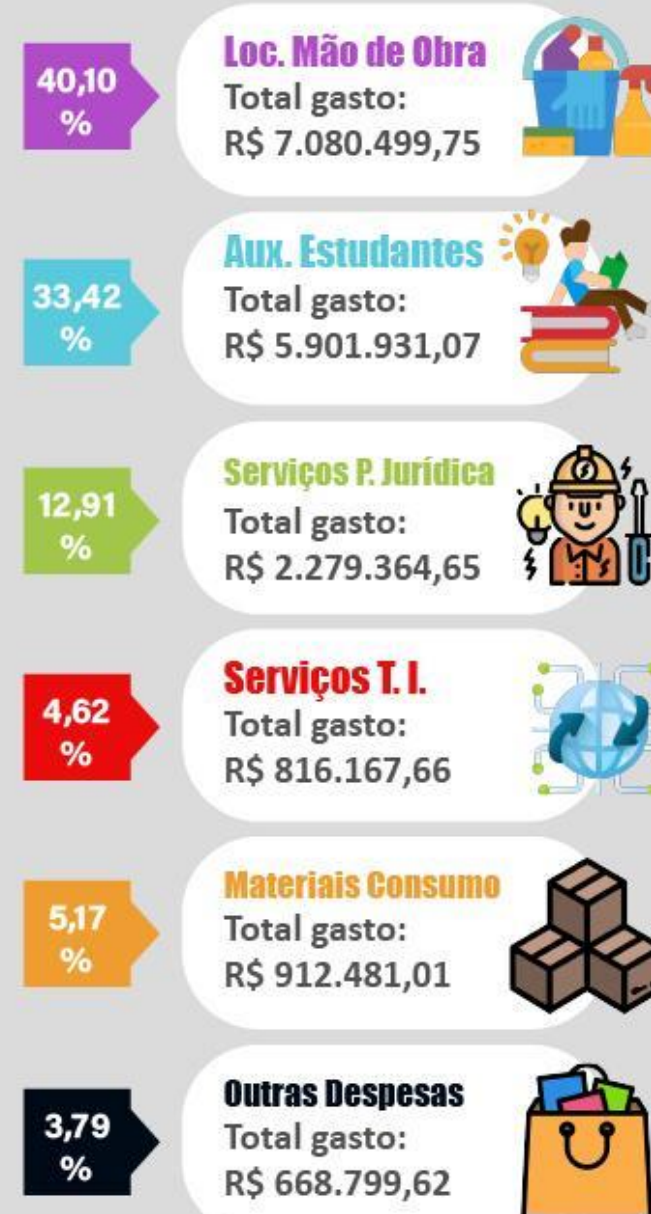 40,10
%
Loc. Mão de Obra
Total gasto:
R$ 7.080.499,75
33,42
%
Aux. Estudantes
Total gasto:
R$ 5.901.931,07
12,91
%
Serviços P. Jurídica
Total gasto:
R$ 2.279.364,65
4,62
%
Serviços T. I.
Total gasto:
R$ 816.167,66
5,17
%
Materiais Consumo
Total gasto:
R$ 912.481,01
3,79
%
Outras Despesas
Total gasto:
R$ 668.799,62